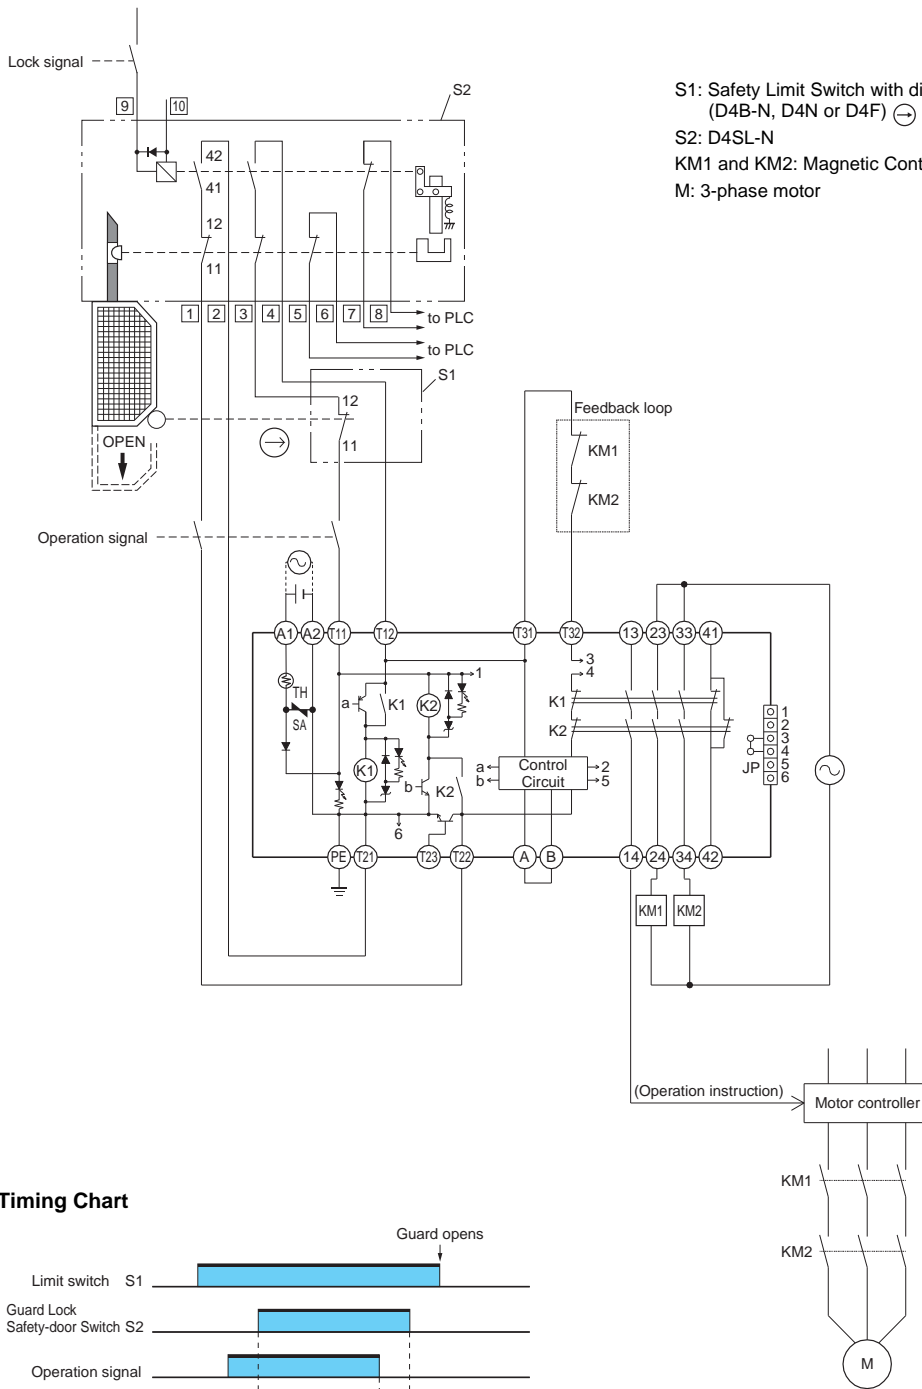 Lock signal
9
10
S2
42
41
12
11
1
2
3
4
5
6
7
8
to PLC
to PLC
S1: Safety Limit Switch with di
(D4B-N, D4N or D4F)
S2: D4SL-N
KM1 and KM2: Magnetic Cont
M: 3-phase motor
S1
12
11
OPEN
Feedback loop
KM1
KM2
Operation signal
A1
A2
T11
T12
T31
T32
13
23
33
41
TH
SA
a
K1
K2
1
3
4
K1
K2
K1
b
K2
a
b
Control
Circuit
2
5
6
JP
1
2
3
4
5
6
PE
T21
T23
T22
A
B
14
24
34
42
KM1
KM2
(Operation instruction)
Motor controller
KM1
KM2
M
Timing Chart
Guard opens
Limit switch S1
Guard Lock
Safety-door Switch S2
Operation signal